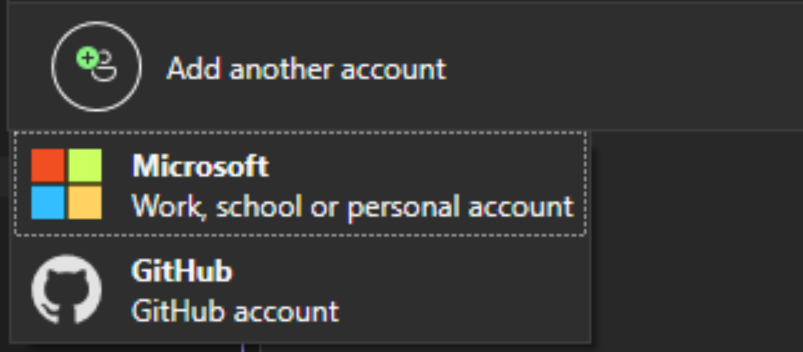 Add another account
Microsoft
Work, school or personal account
GitHub
GitHub account